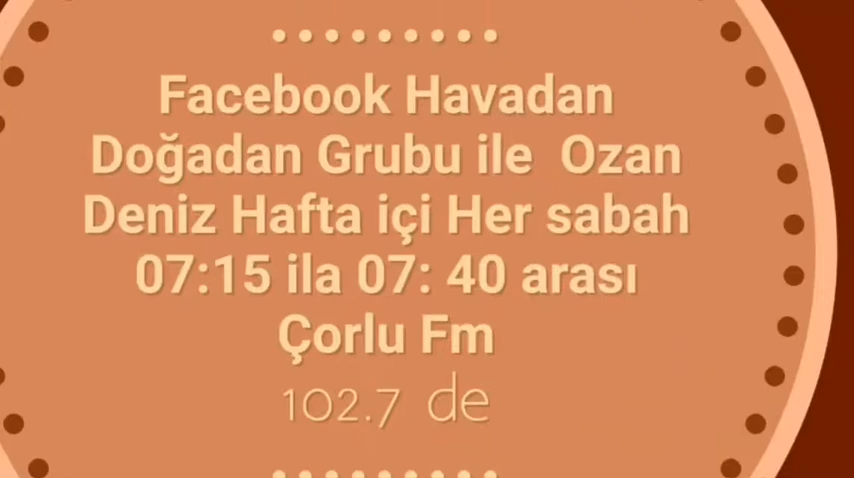 Facebook Havadan
Doğadan Grubu ile Ozan
Deniz Hafta içi Her sabah
07:15 ila 07: 40 arası
Çorlu Fm
102.7 de